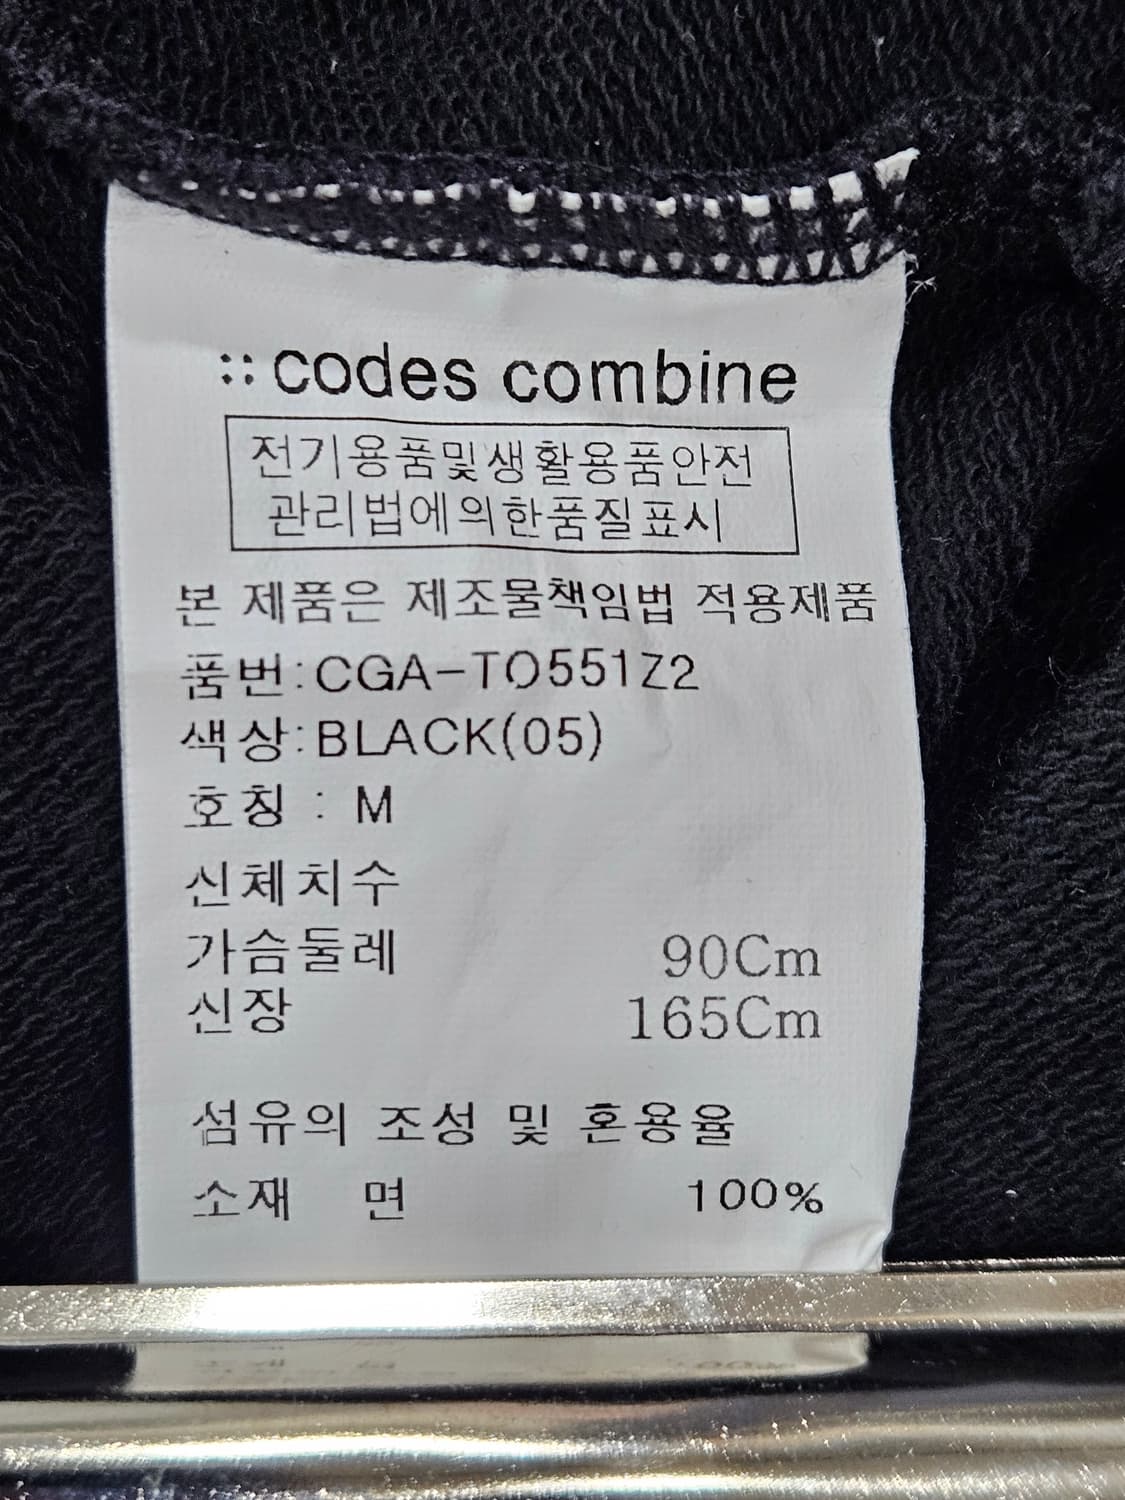 :: codes combine
전기용품및생활용품안전
관리법에의한품질표시
본 제품은 제조물책임법 적용제품
품번:CGA-TO551Z2
색상:BLACK(05)
호칭 : M
신체치수
가슴둘레 90Cm
신장 165Cm
섬유의 조성 및 혼용율
소재 면 100%